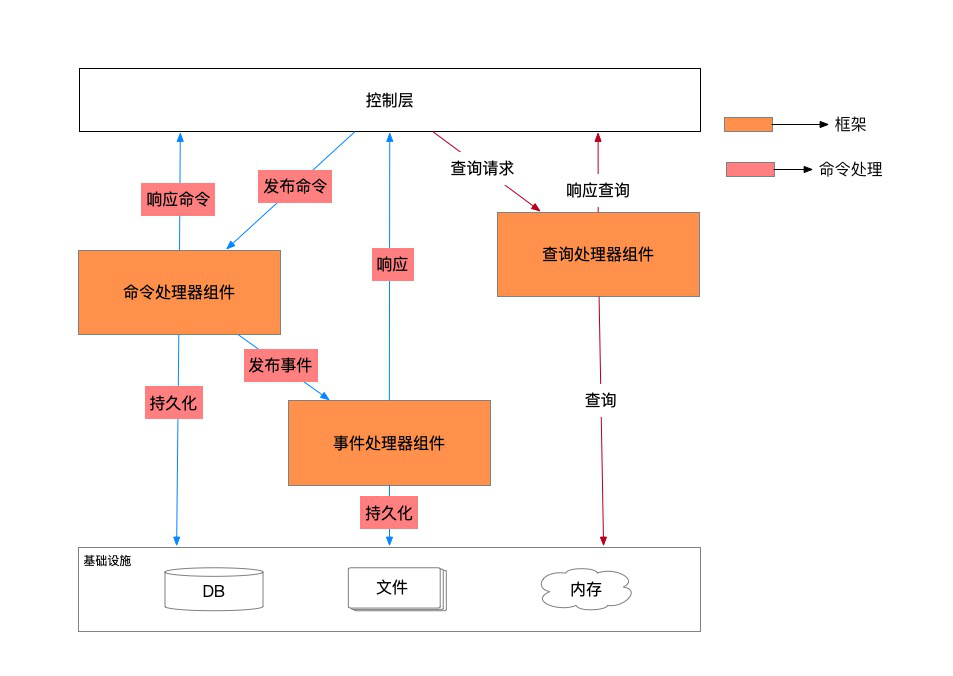 控制层
框架
命令处理
查询请求
响应命令
发布命令
响应查询
响应
查询处理器组件
命令处理器组件
发布事件
持久化
查询
事件处理器组件
持久化
基础设施
DB
文件
内存